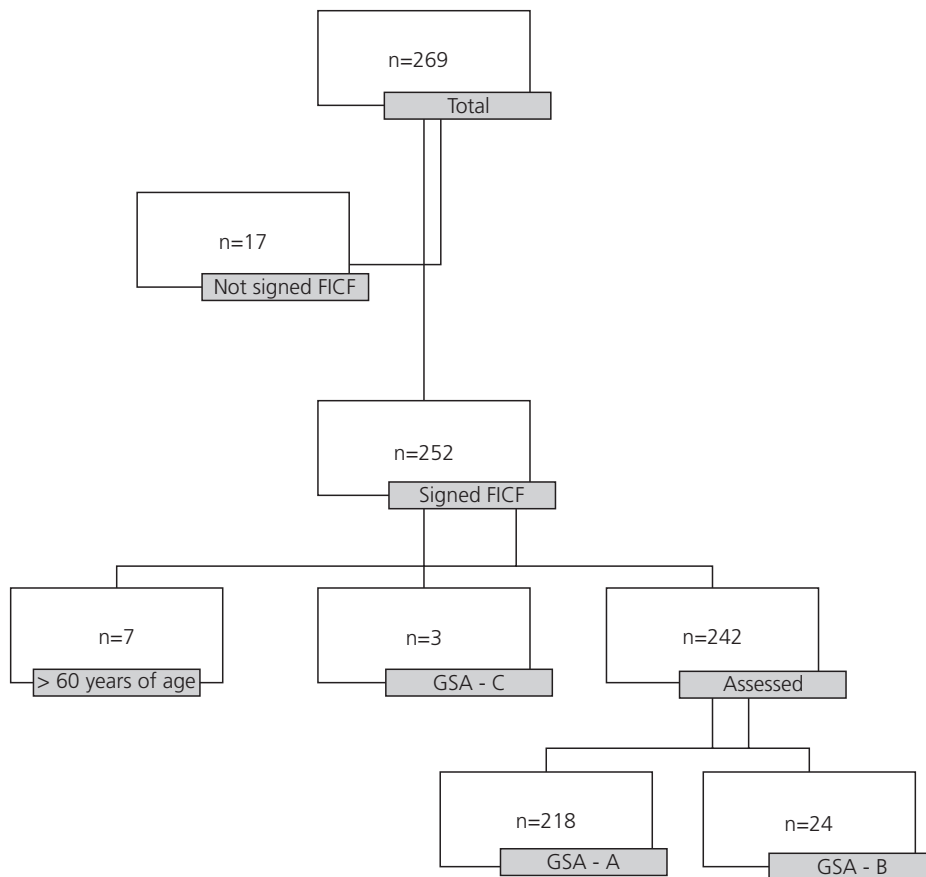 n=269
Total
n=17
Not signed FICF
n=252
Signed FICF
n=7
> 60 years of age
n=3
GSA - C
n=242
Assessed
n=218
GSA - A
n=24
GSA - B